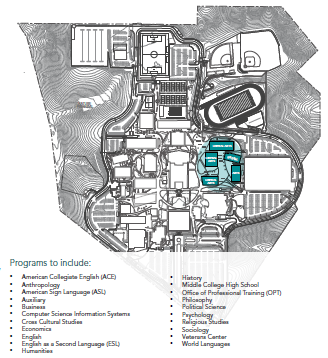 Programs to include:
• American Collegiate English (ACE)
• Anthropology
• American Sign Language (ASL)
• Auxiliary
• Business
• Computer Science Information Systems
• Cross Cultural Studies
• Economics
• English
• English as a Second Language (ESL)
• Humanities
• History
• Middle College High School
• Office of Professional Training (OPT)
• Philosophy
• Political Science
• Psychology
• Religious Studies
• Sociology
• Veterans Center
• World Languages